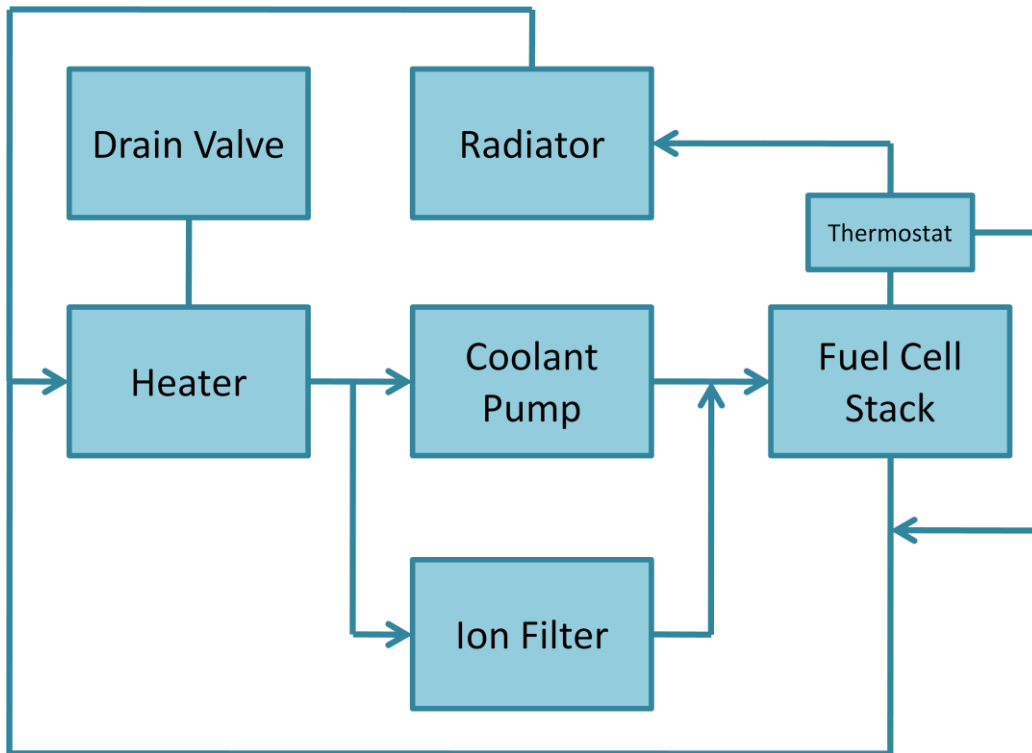 Drain Valve
Radiator
Thermostat
Heater
Coolant
Pump
Fuel Cell
Stack
Ion Filter